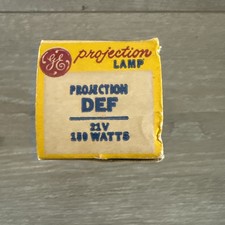 GE projection
LAMP
PROJECTION
DEF
21V
150 WATTS